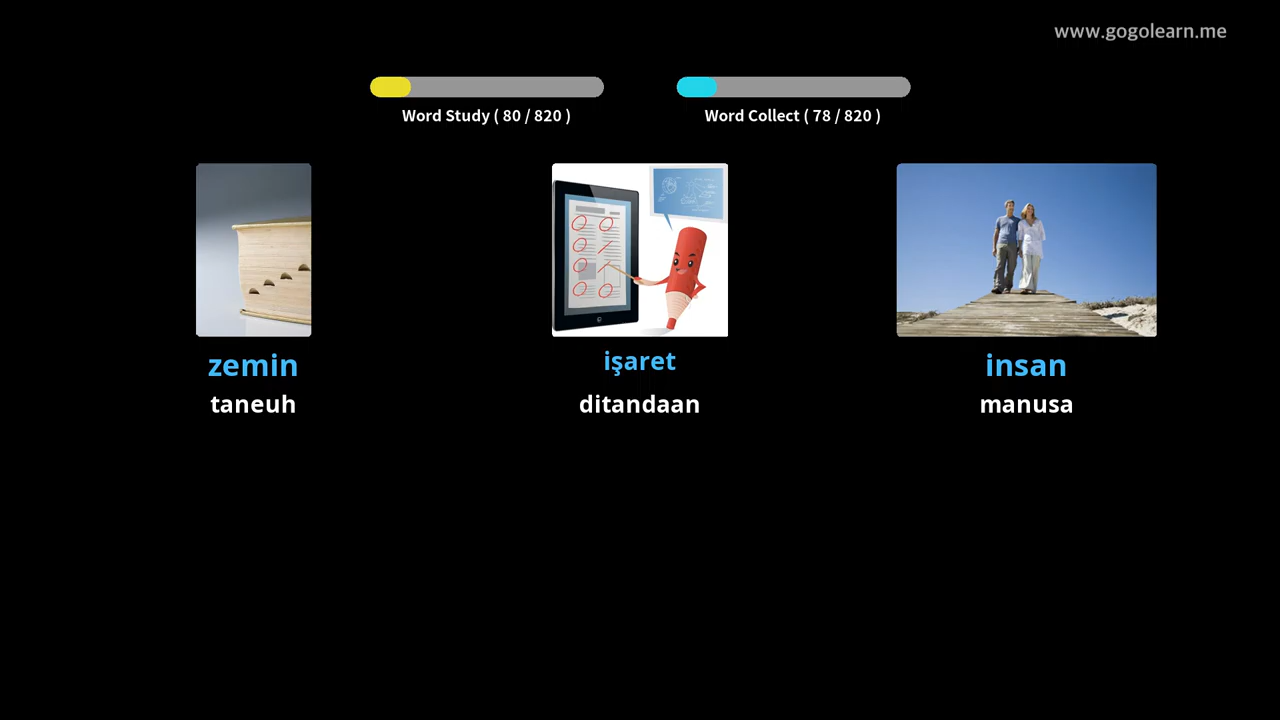 www.gogolearn.me
Word Study ( 80 / 820 )
Word Collect ( 78 / 820 )
zemin
işaret
insan
taneuh
ditandaan
manusa